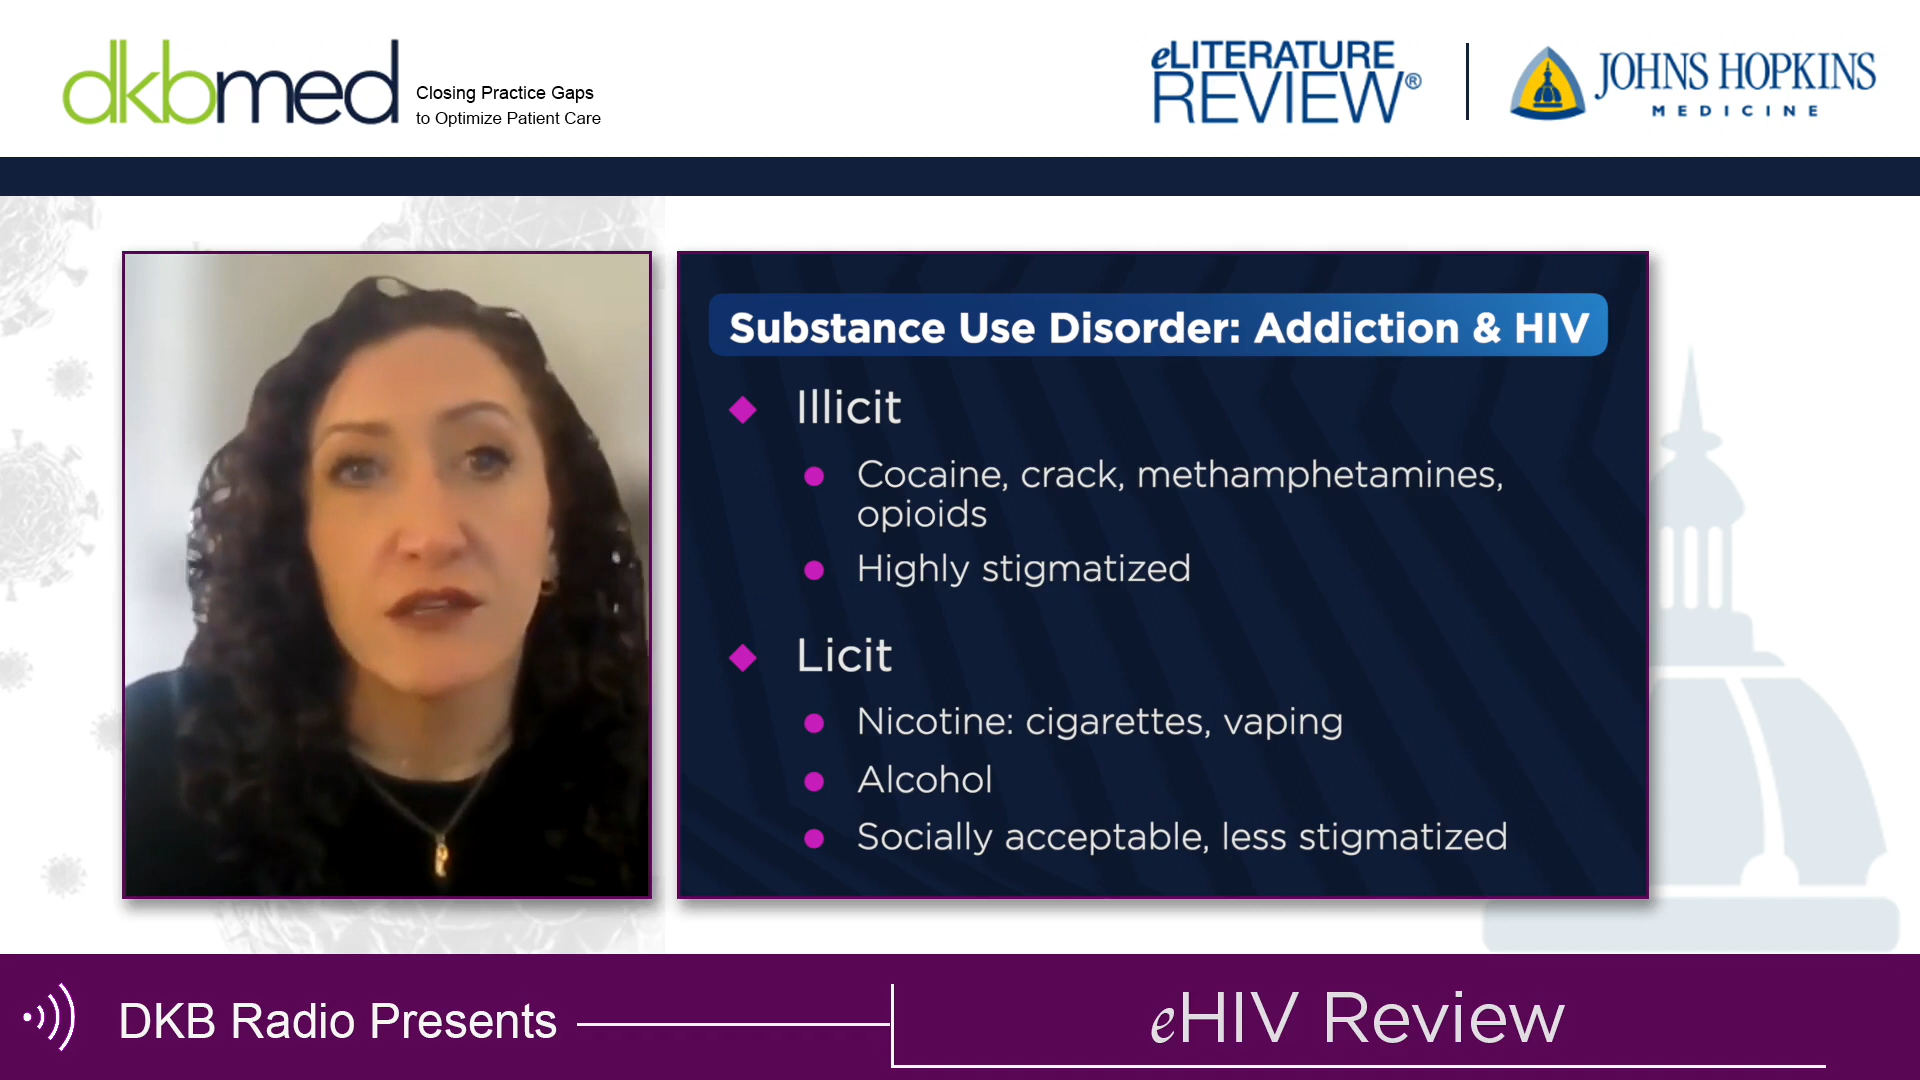 dkbmed
Closing Practice Gaps
to Optimize Patient Care
eLITERATURE
REVIEW®
JOHNS HOPKINS
MEDICINE
Substance Use Disorder: Addiction & HIV
Illicit
Cocaine, crack, methamphetamines,
opioids
Highly stigmatized
Licit
Nicotine: cigarettes, vaping
Alcohol
Socially acceptable, less stigmatized
DKB Radio Presents
eHIV Review